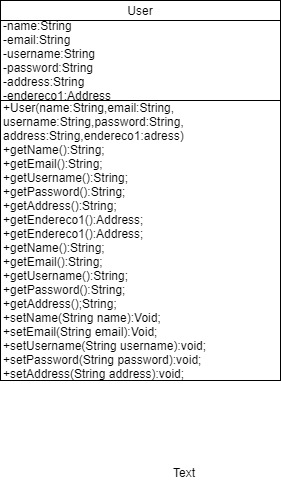 User
-name:String
-email:String
-username:String
-password:String
-address:String
-endereco1:Address
+User(name:String,email:String,
username:String,password:String,
address:String,endereco1:adress)
+getName():String;
+getEmail():String;
+getUsername():String;
+getPassword():String;
+getAddress():String;
+getEndereco1():Address;
+getEndereco1():Address;
+getName():String;
+getEmail():String;
+getUsername():String;
+getPassword():String;
+getAddress();String;
+setName(String name):Void;
+setEmail(String email):Void;
+setUsername(String username):void;
+setPassword(String password):void;
+setAddress(String address):void;
Text